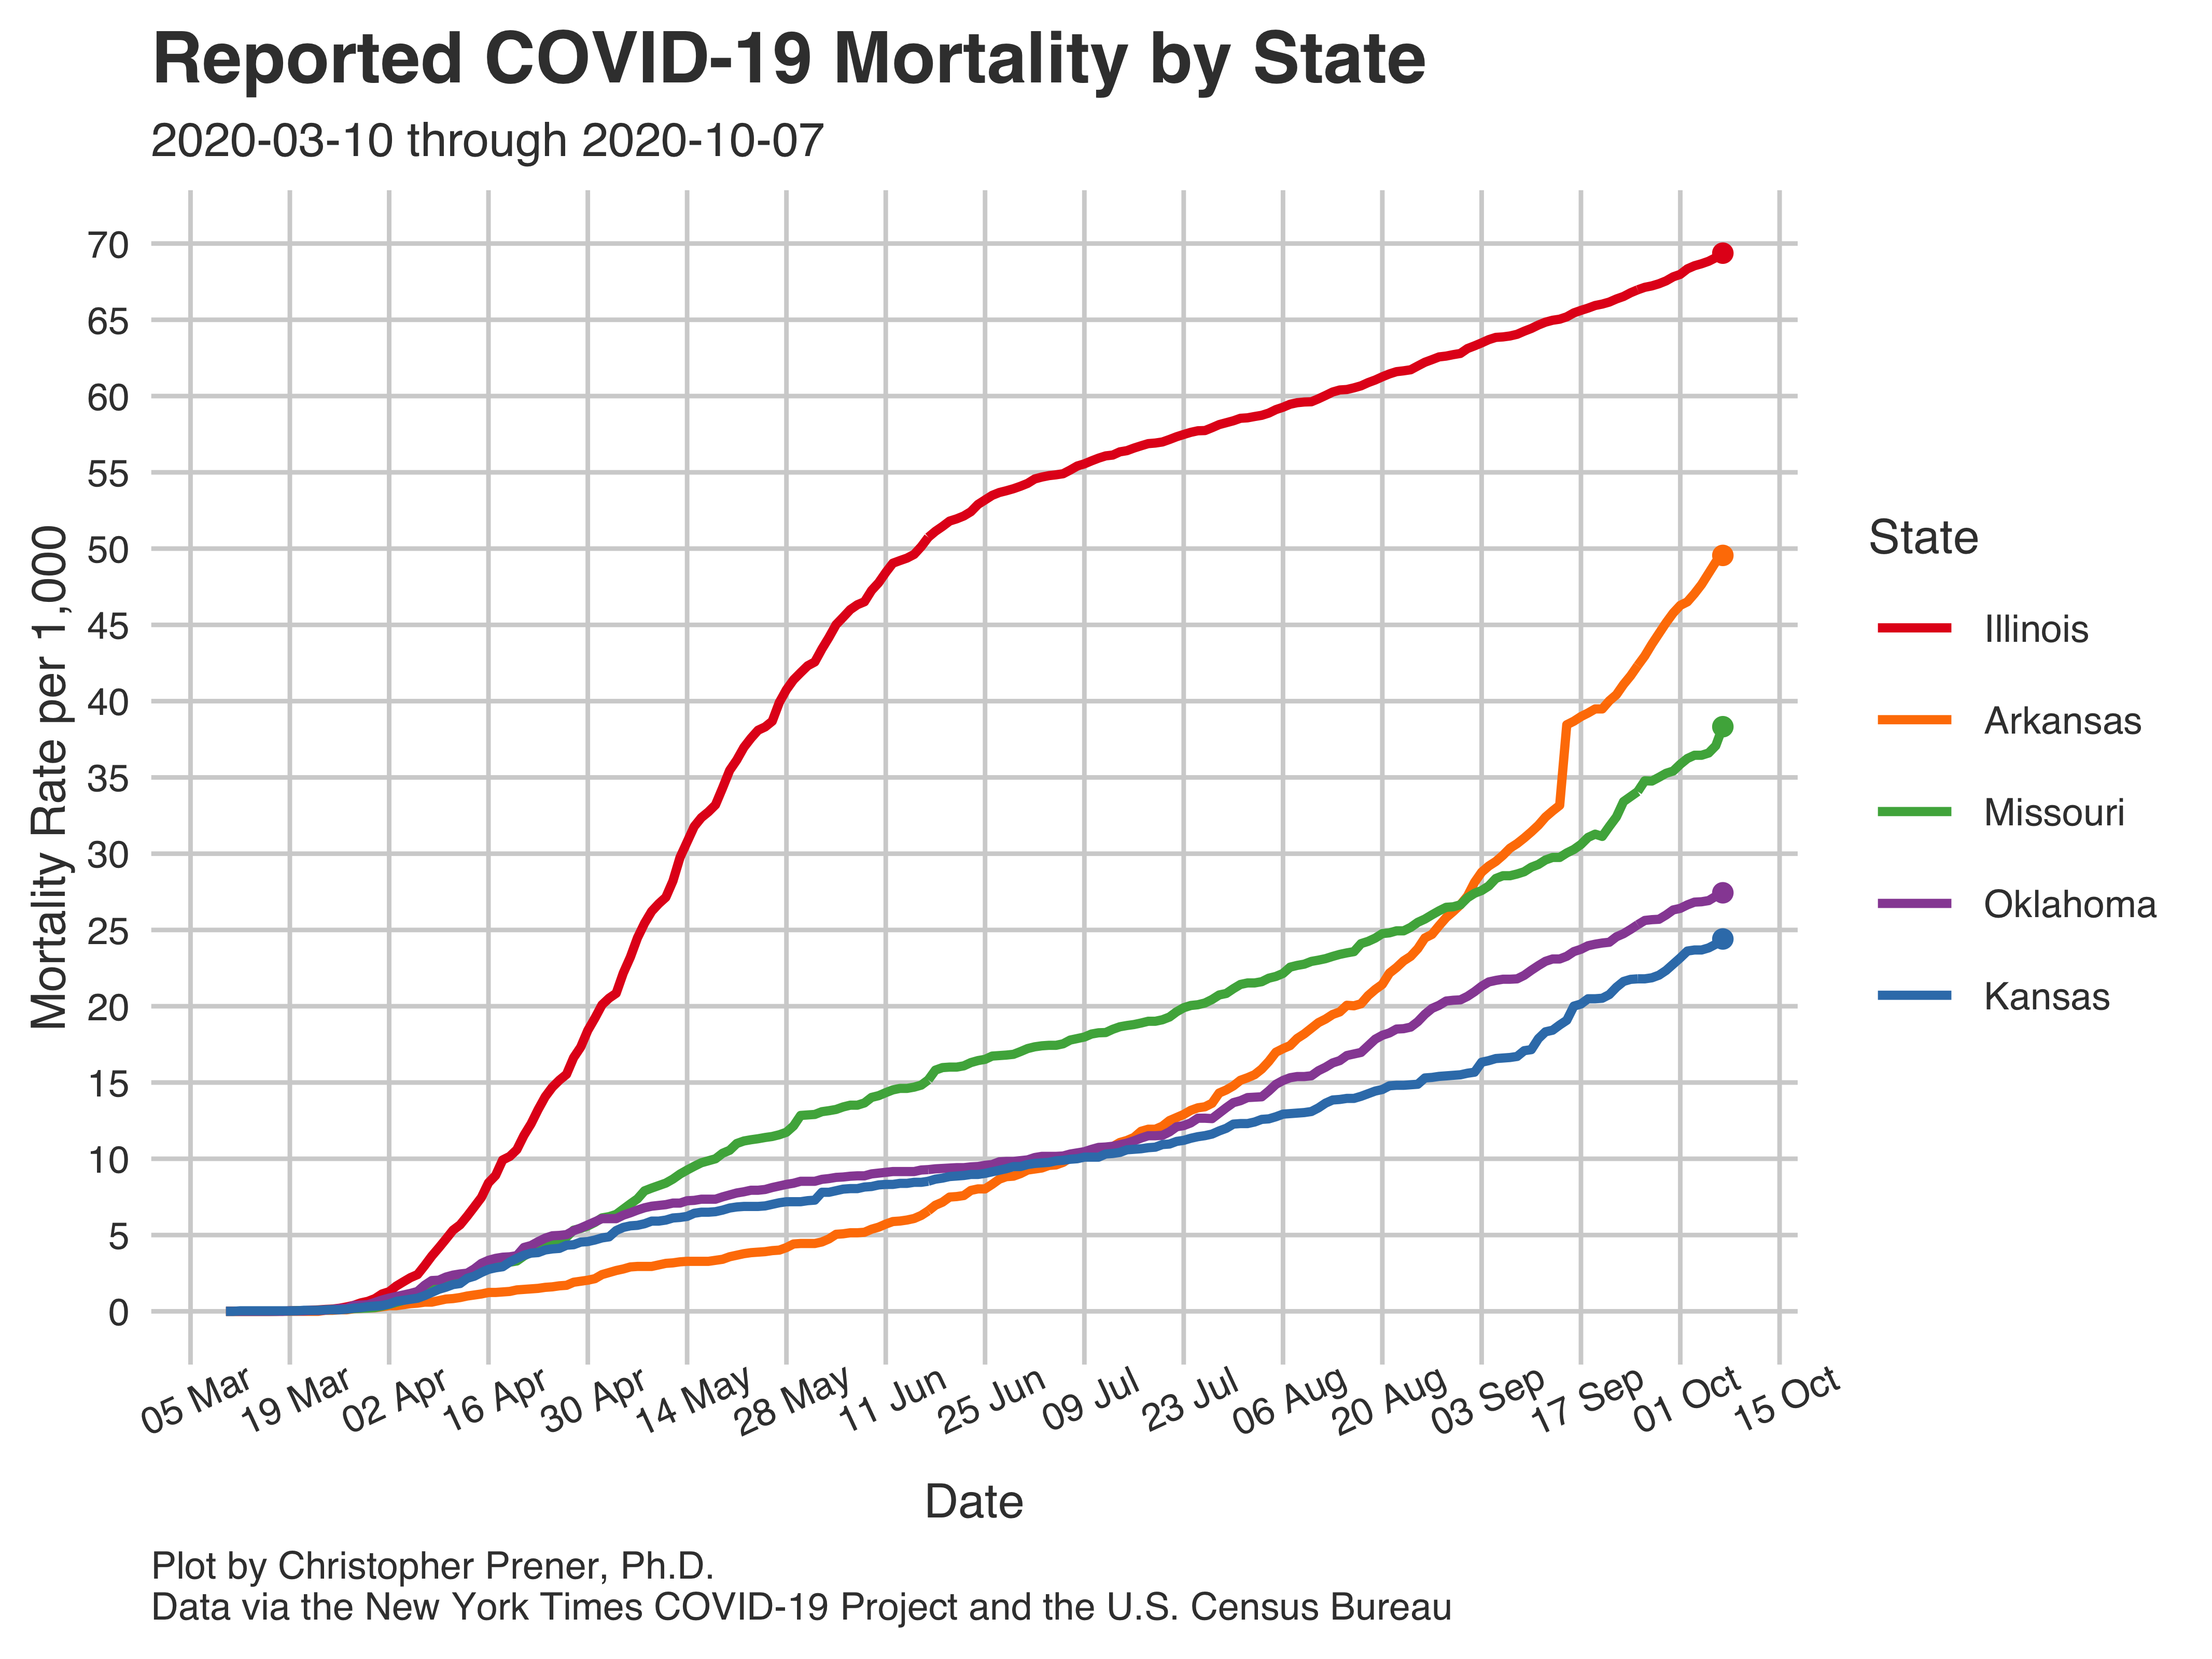 Reported COVID-19 Mortality by State
2020-03-10 through 2020-10-07
Mortality Rate per 1,000
70
65
60
55
50
45
40
35
30
25
20
15
10
5
0
05 Mar
19 Mar
02 Apr
16 Apr
30 Apr
14 May
28 May
11 Jun
25 Jun
09 Jul
23 Jul
06 Aug
20 Aug
03 Sep
17 Sep
01 Oct
15 Oct
Date
State
Illinois
Arkansas
Missouri
Oklahoma
Kansas
Plot by Christopher Prener, Ph.D.
Data via the New York Times COVID-19 Project and the U.S. Census Bureau